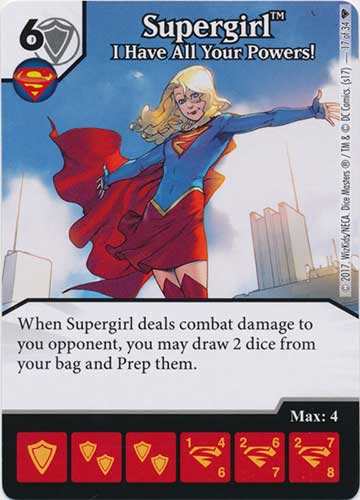 6
Supergirl™
I Have All Your Powers!
When Supergirl deals combat damage to
you opponent, you may draw 2 dice from
your bag and Prep them.
Max: 4
1 4 6
2 6 7
2 7 8
© 2017, WizKids/NECA. Dice Masters ® / TM & © DC Comics. (s17) — 17 of 34